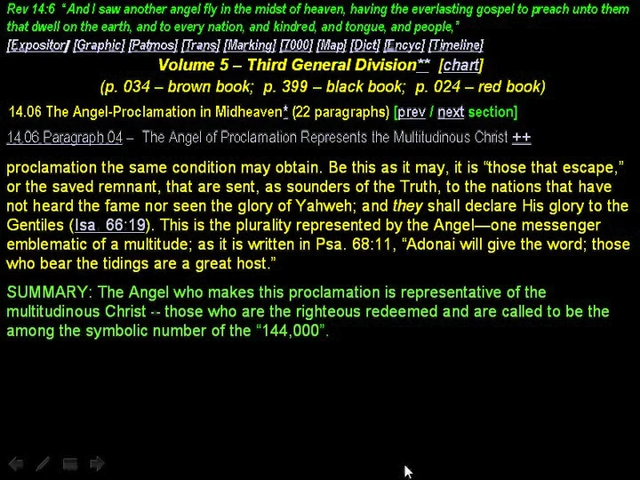 Rev 14:6 "And I saw another angel fly in the midst of heaven, having the everlasting gospel to preach unto them
that dwell on the earth, and to every nation, and kindred, and tongue, and people,"
[Expositor] [Graphic] [Patmos] [Trans] [Marking] [7000] [Map] [Dict] [Encyc] [Timeline]
Volume 5 – Third General Division** [chart]
(p. 034 – brown book; p. 399 – black book; p. 024 – red book)
14.06 The Angel-Proclamation in Midheaven* (22 paragraphs) [prev / next section]
14.06 Paragraph 04 – The Angel of Proclamation Represents the Multitudinous Christ ++
proclamation the same condition may obtain. Be this as it may, it is "those that escape,"
or the saved remnant, that are sent, as sounders of the Truth, to the nations that have
not heard the fame nor seen the glory of Yahweh; and they shall declare His glory to the
Gentiles (Isa 66:19). This is the plurality represented by the Angel—one messenger
emblematic of a multitude; as it is written in Psa. 68:11, "Adonai will give the word; those
who bear the tidings are a great host."
SUMMARY: The Angel who makes this proclamation is representative of the
multitudinous Christ -- those who are the righteous redeemed and are called to be the
among the symbolic number of the "144,000".